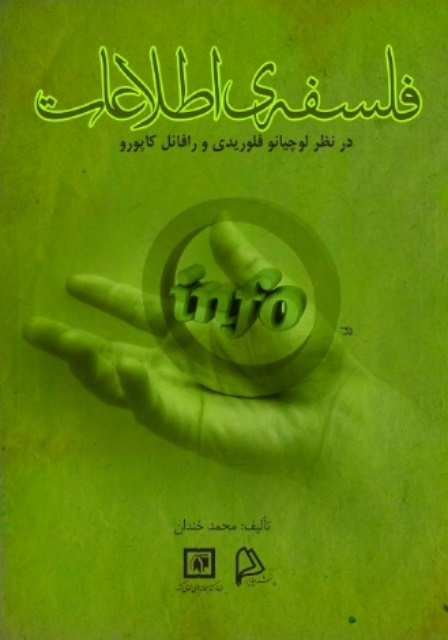 فلسفه‌ی اطلاعات
در نظر لوچیانو فلوریدی و رافائل کاپورو
info
تألیف: محمد خندان